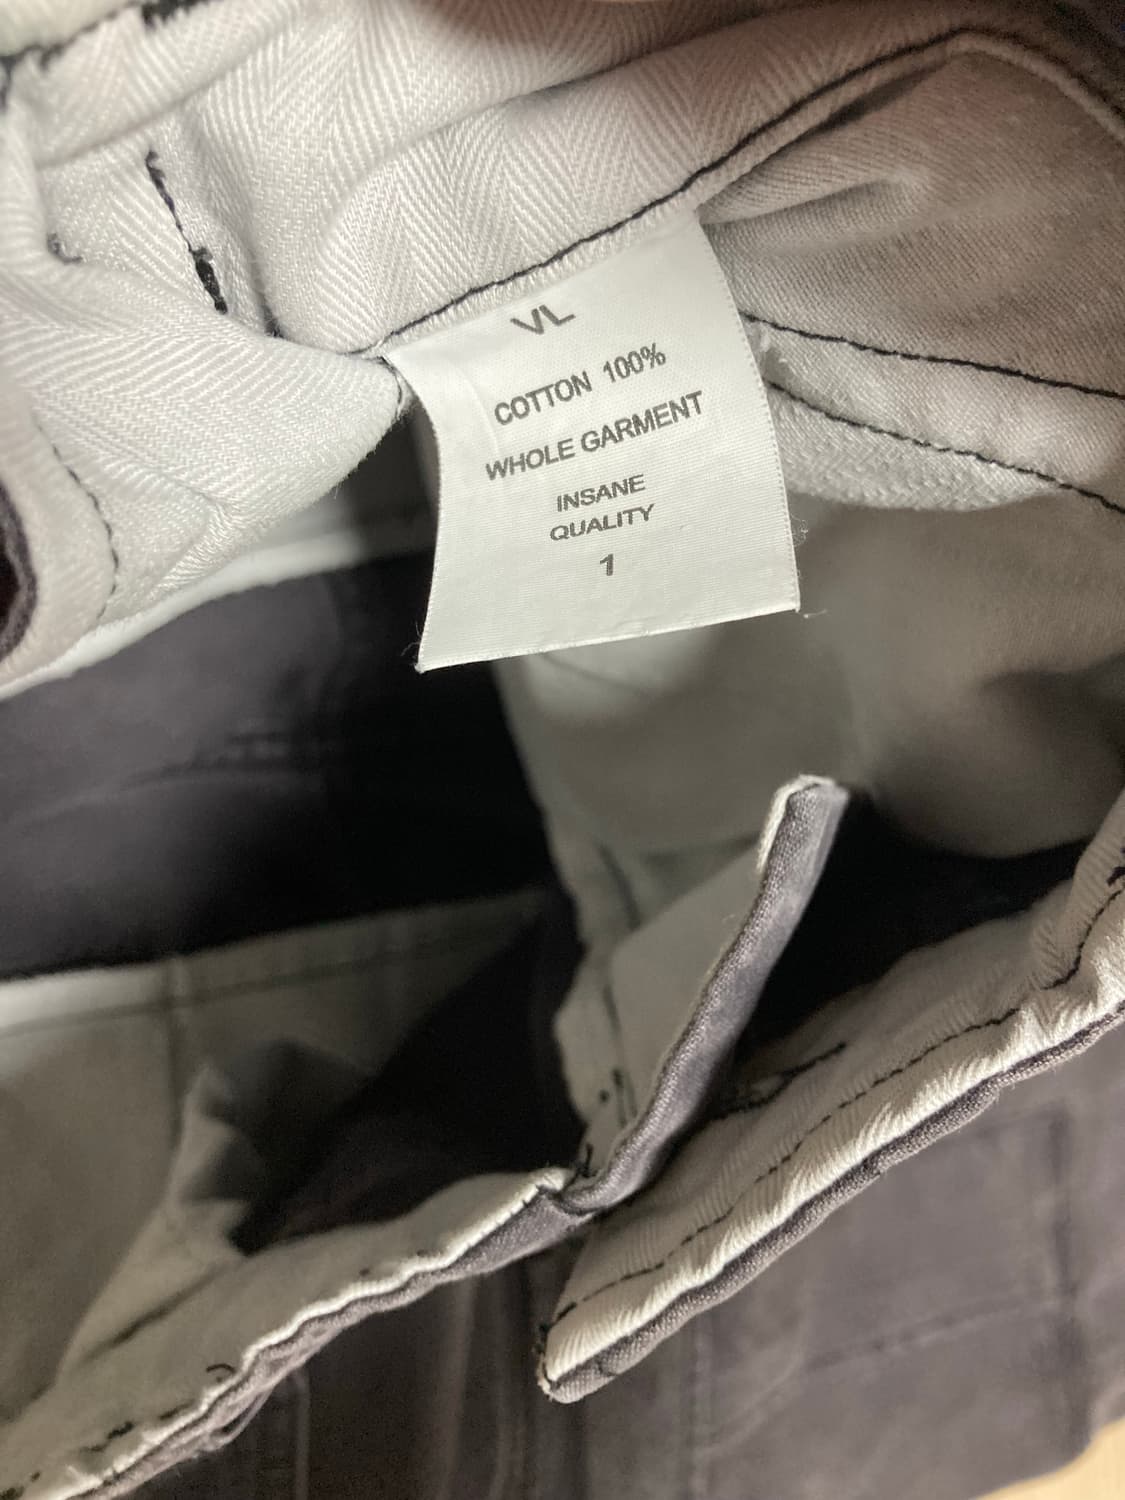 VL
COTTON 100%
WHOLE GARMENT
INSANE
QUALITY
1